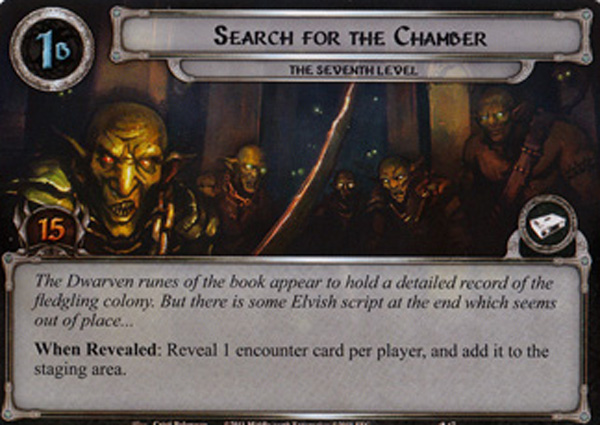 1B
SEARCH FOR THE CHAMBER
THE SEVENTH LEVEL
15
The Dwarven runes of the book appear to hold a detailed record of the
fledgling colony. But there is some Elvish script at the end which seems
out of place...
When Revealed: Reveal 1 encounter card per player, and add it to the
staging area.